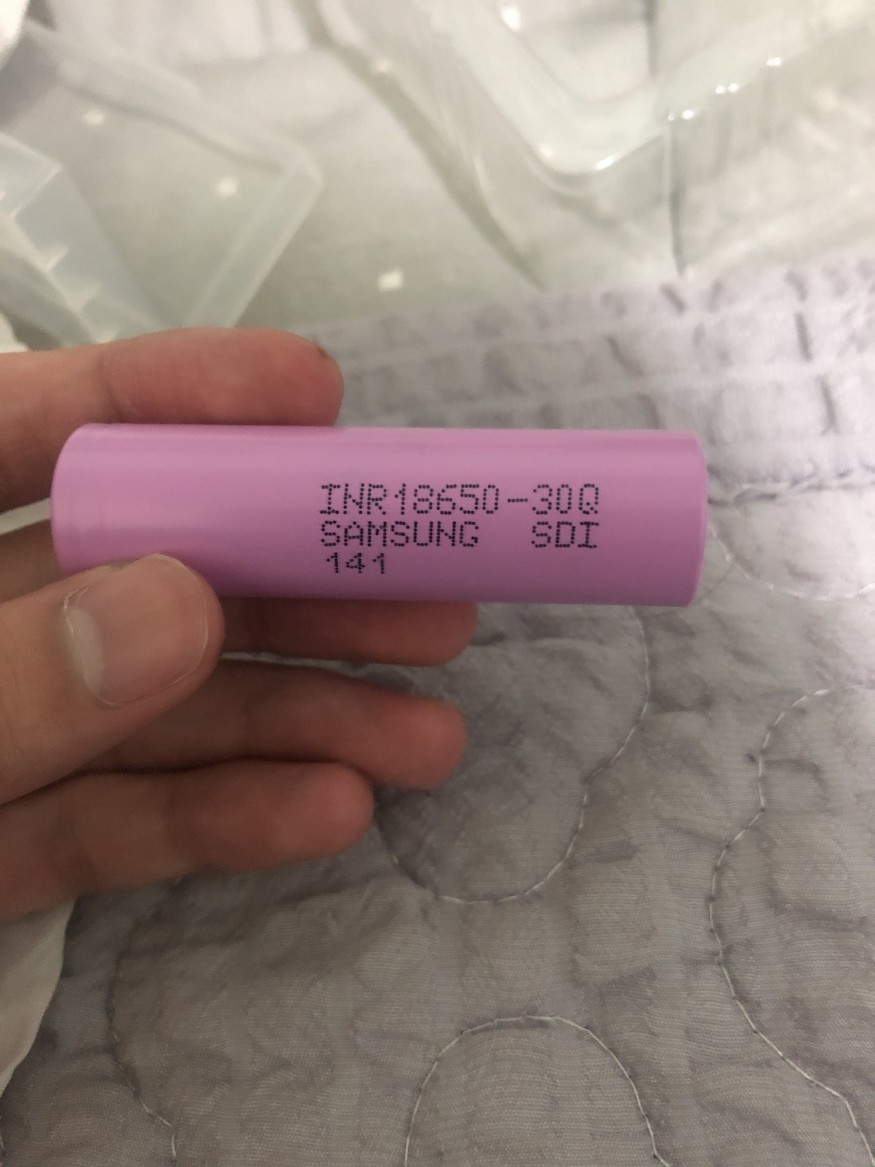 INR18650-30Q
SAMSUNG SDI
141